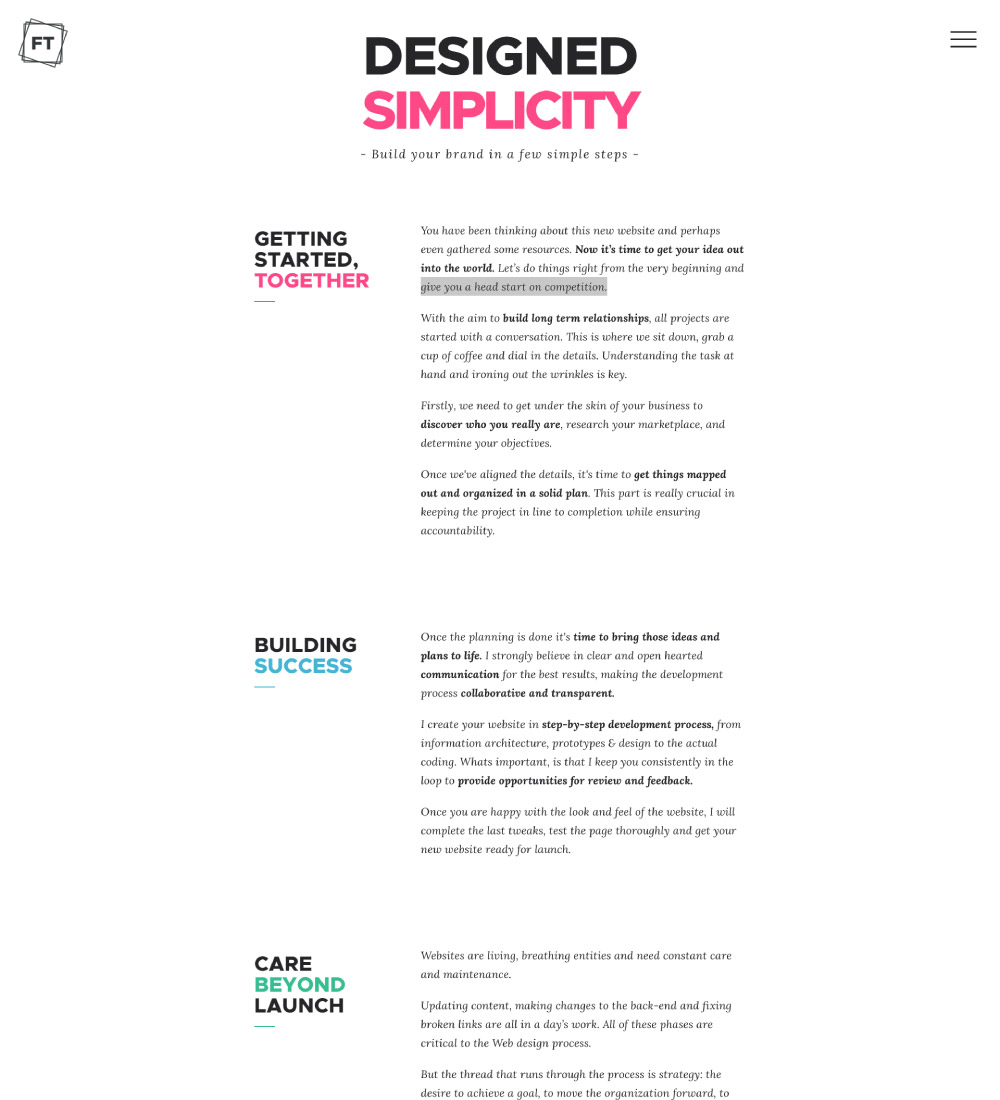 FT
DESIGNED
SIMPLICITY
- Build your brand in a few simple steps -
GETTING
STARTED,
TOGETHER
You have been thinking about this new website and perhaps
even gathered some resources. Now it's time to get your idea out
into the world. Let's do things right from the very beginning and
give you a head start on competition.
With the aim to build long term relationships, all projects are
started with a conversation. This is where we sit down, grab a
cup of coffee and dial in the details. Understanding the task at
hand and ironing out the wrinkles is key.
Firstly, we need to get under the skin of your business to
discover who you really are, research your marketplace, and
determine your objectives.
Once we've aligned the details, it's time to get things mapped
out and organized in a solid plan. This part is really crucial in
keeping the project in line to completion while ensuring
accountability.
BUILDING
SUCCESS
Once the planning is done it's time to bring those ideas and
plans to life. I strongly believe in clear and open hearted
communication for the best results, making the development
process collaborative and transparent.
I create your website in step-by-step development process, from
information architecture, prototypes & design to the actual
coding. Whats important, is that I keep you consistently in the
loop to provide opportunities for review and feedback.
Once you are happy with the look and feel of the website, I will
complete the last tweaks, test the page thoroughly and get your
new website ready for launch.
CARE
BEYOND
LAUNCH
Websites are living, breathing entities and need constant care
and maintenance.
Updating content, making changes to the back-end and fixing
broken links are all in a day's work. All of these phases are
critical to the Web design process.
But the thread that runs through the process is strategy: the
desire to achieve a goal, to move the organization forward, to